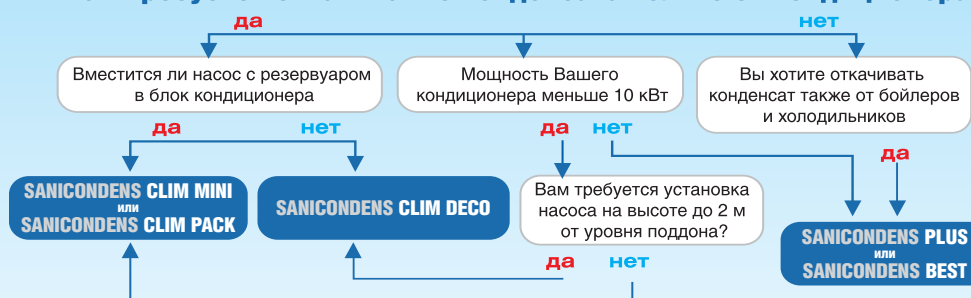 да
нет
Вместится ли насос с резервуаром
в блок кондиционера
Мощность Вашего
кондиционера меньше 10 кВт
Вы хотите откачивать
конденсат также от бойлеров
и холодильников
да
нет
да
нет
да
SANICONDENS CLIM MINI
или
SANICONDENS CLIM PACK
SANICONDENS CLIM DECO
Вам требуется установка
насоса на высоте до 2 м
от уровня поддона?
SANICONDENS PLUS
или
SANICONDENS BEST
да
нет